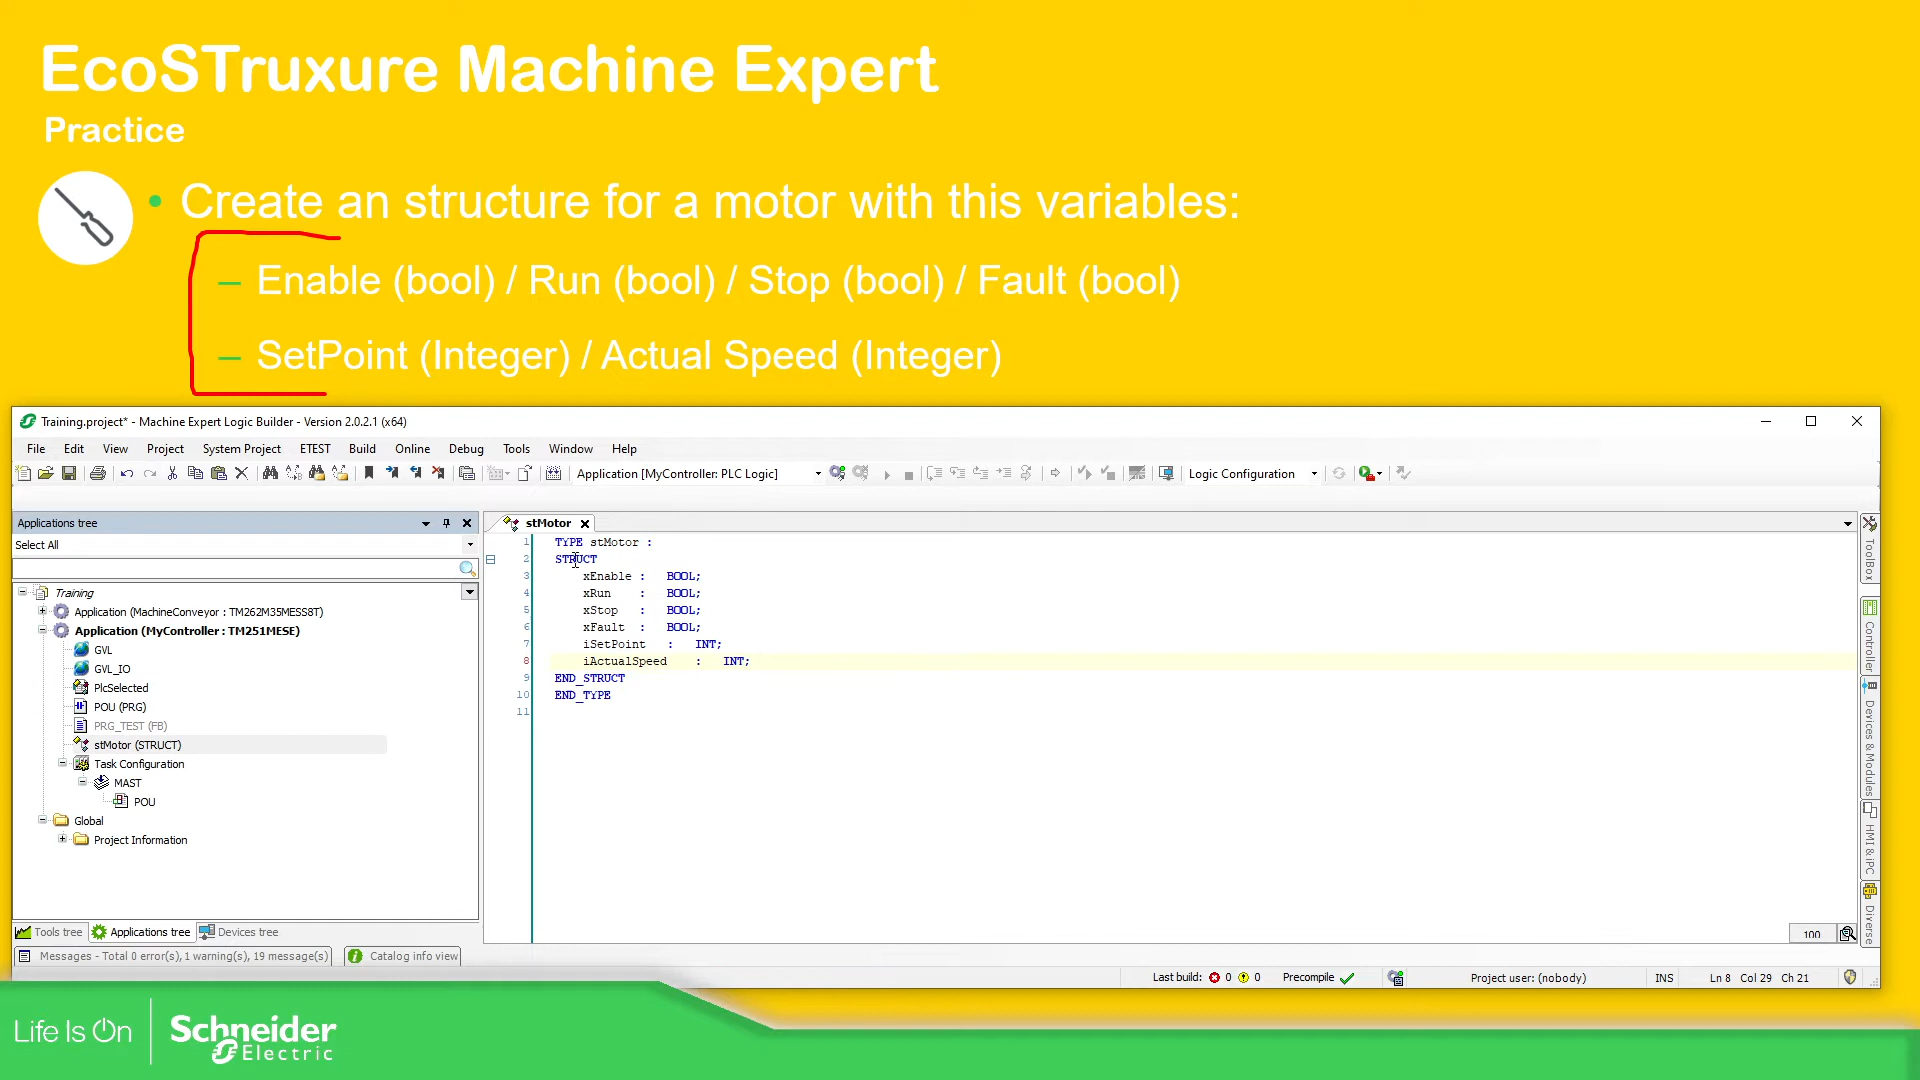 EcoSTruxure Machine Expert
Practice
• Create an structure for a motor with this variables:
– Enable (bool) / Run (bool) / Stop (bool) / Fault (bool)
– SetPoint (Integer) / Actual Speed (Integer)
Training.project* - Machine Expert Logic Builder - Version 2.0.2.1 (x64)
File Edit View Project System Project ETEST Build Online Debug Tools Window Help
Application [MyController: PLC Logic] Logic Configuration
Applications tree
Select All
Training
Application (MachineConveyor : TM262M35MESS8T)
Application (MyController : TM251MESE)
GVL
GVL_IO
PlcSelected
POU (PRG)
PRG_TEST (FB)
stMotor (STRUCT)
Task Configuration
MAST
POU
Global
Project Information
Tools tree Applications tree Devices tree
stMotor
1 TYPE stMotor :
2 STRUCT
3 xEnable : BOOL;
4 xRun : BOOL;
5 xStop : BOOL;
6 xFault : BOOL;
7 iSetPoint : INT;
8 iActualSpeed : INT;
9 END_STRUCT
10 END_TYPE
11
100
ToolBox
Controller
Devices & Modules
HMI & iPC
Diverse
Messages - Total 0 error(s), 1 warning(s), 19 message(s) Catalog info view
Last build: 0 0 Precompile Project user: (nobody) INS Ln 8 Col 29 Ch 21
Life Is On Schneider Electric